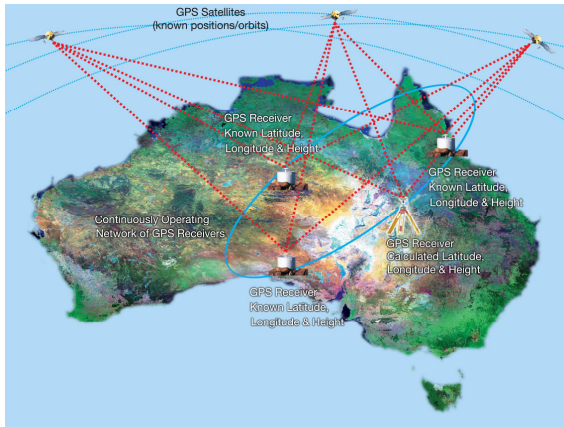 GPS Satellites
(known positions/orbits)
GPS Receiver
Known Latitude,
Longitude & Height
GPS Receiver
Known Latitude,
Longitude & Height
Continuously Operating
Network of GPS Receivers
GPS Receiver
Calculated Latitude,
Longitude & Height
GPS Receiver
Known Latitude,
Longitude & Height